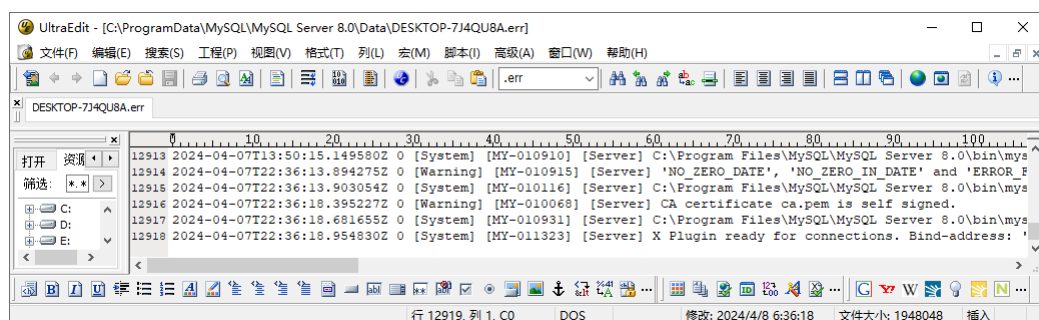 UltraEdit - [C:\ProgramData\MySQL\MySQL Server 8.0\Data\DESKTOP-7J4QU8A.err]
文件(F) 编辑(E) 搜索(S) 工程(P) 视图(V) 格式(T) 列(L) 宏(M) 脚本(I) 高级(A) 窗口(W) 帮助(H)
.err
DESKTOP-7J4QU8A.err
0 10 20 30 40 50 60 70 80 90 100
打开 资源
筛选: *.*
C:
D:
E:
12913 2024-04-07T13:50:15.149580Z 0 [System] [MY-010910] [Server] C:\Program Files\MySQL\MySQL Server 8.0\bin\mys
12914 2024-04-07T22:36:13.894275Z 0 [Warning] [MY-010915] [Server] 'NO_ZERO_DATE', 'NO_ZERO_IN_DATE' and 'ERROR_F
12915 2024-04-07T22:36:13.903054Z 0 [System] [MY-010116] [Server] C:\Program Files\MySQL\MySQL Server 8.0\bin\mys
12916 2024-04-07T22:36:18.395227Z 0 [Warning] [MY-010068] [Server] CA certificate ca.pem is self signed.
12917 2024-04-07T22:36:18.681655Z 0 [System] [MY-010931] [Server] C:\Program Files\MySQL\MySQL Server 8.0\bin\mys
12918 2024-04-07T22:36:18.954830Z 0 [System] [MY-011323] [Server] X Plugin ready for connections. Bind-address: '
行 12919, 列 1, C0 DOS 修改: 2024/4/8 6:36:18 文件大小: 1948048 插入